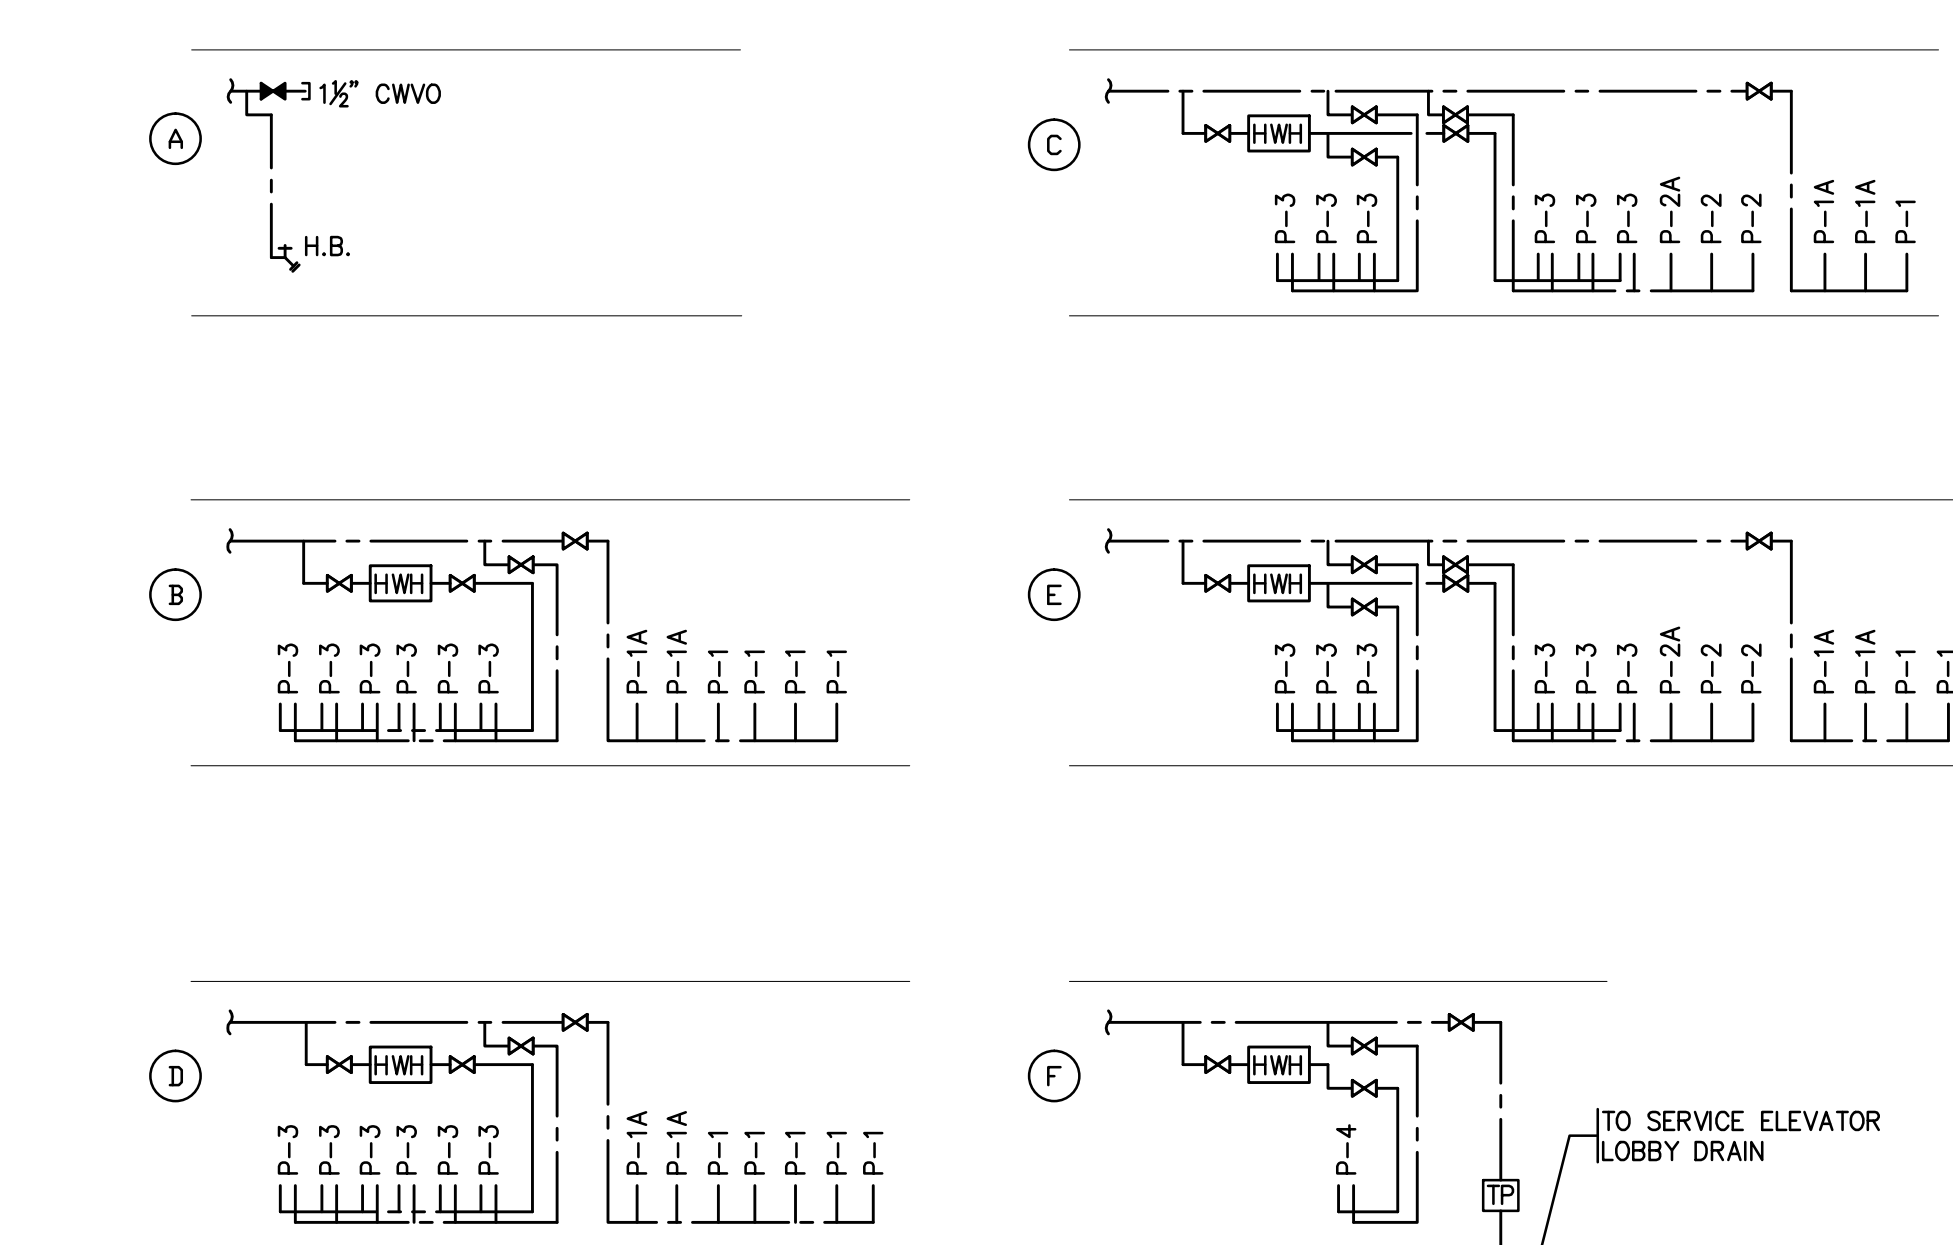 A
1½" CWVO
H.B.
C
HWH
P-3 P-3 P-3 P-3 P-3 P-3 P-2A P-2 P-2 P-1A P-1A P-1
B
HWH
P-3 P-3 P-3 P-3 P-3 P-3 P-1A P-1A P-1 P-1 P-1 P-1
E
HWH
P-3 P-3 P-3 P-3 P-3 P-3 P-2A P-2 P-2 P-1A P-1A P-1 P-1
D
HWH
P-3 P-3 P-3 P-3 P-3 P-3 P-1A P-1A P-1 P-1 P-1 P-1 P-1
F
HWH
P-4
TO SERVICE ELEVATOR
LOBBY DRAIN
TP